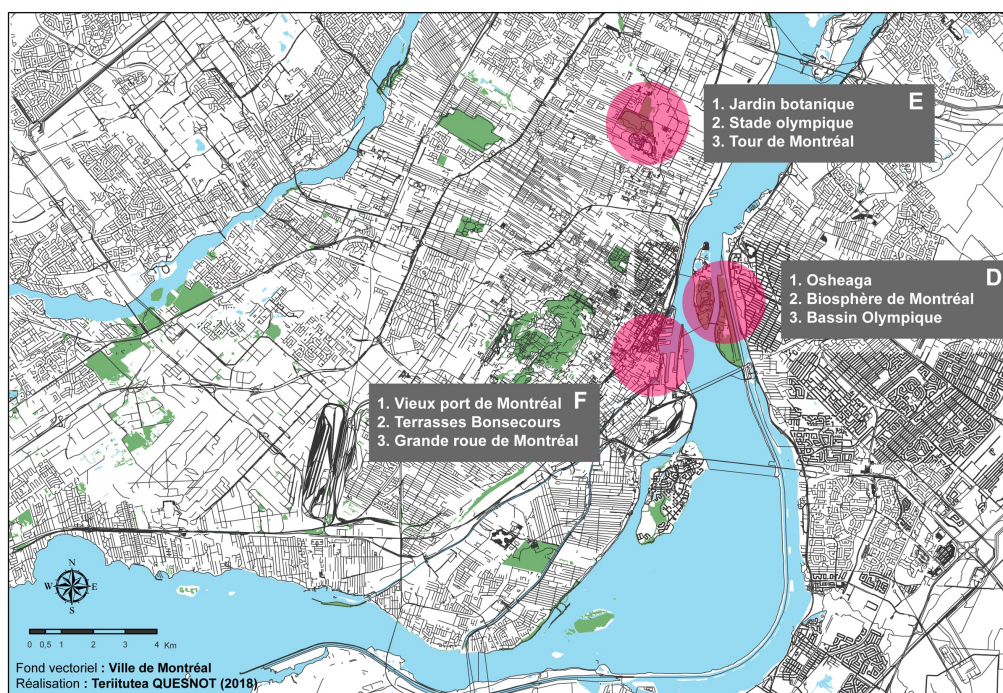 1. Jardin botanique E
2. Stade olympique
3. Tour de Montréal
1. Osheaga D
2. Biosphère de Montréal
3. Bassin Olympique
1. Vieux port de Montréal F
2. Terrasses Bonsecours
3. Grande roue de Montréal
N
W E
S
0 0,5 1 2 3 4 Km
Fond vectoriel : Ville de Montréal
Réalisation : Teriitutea QUESNOT (2018)